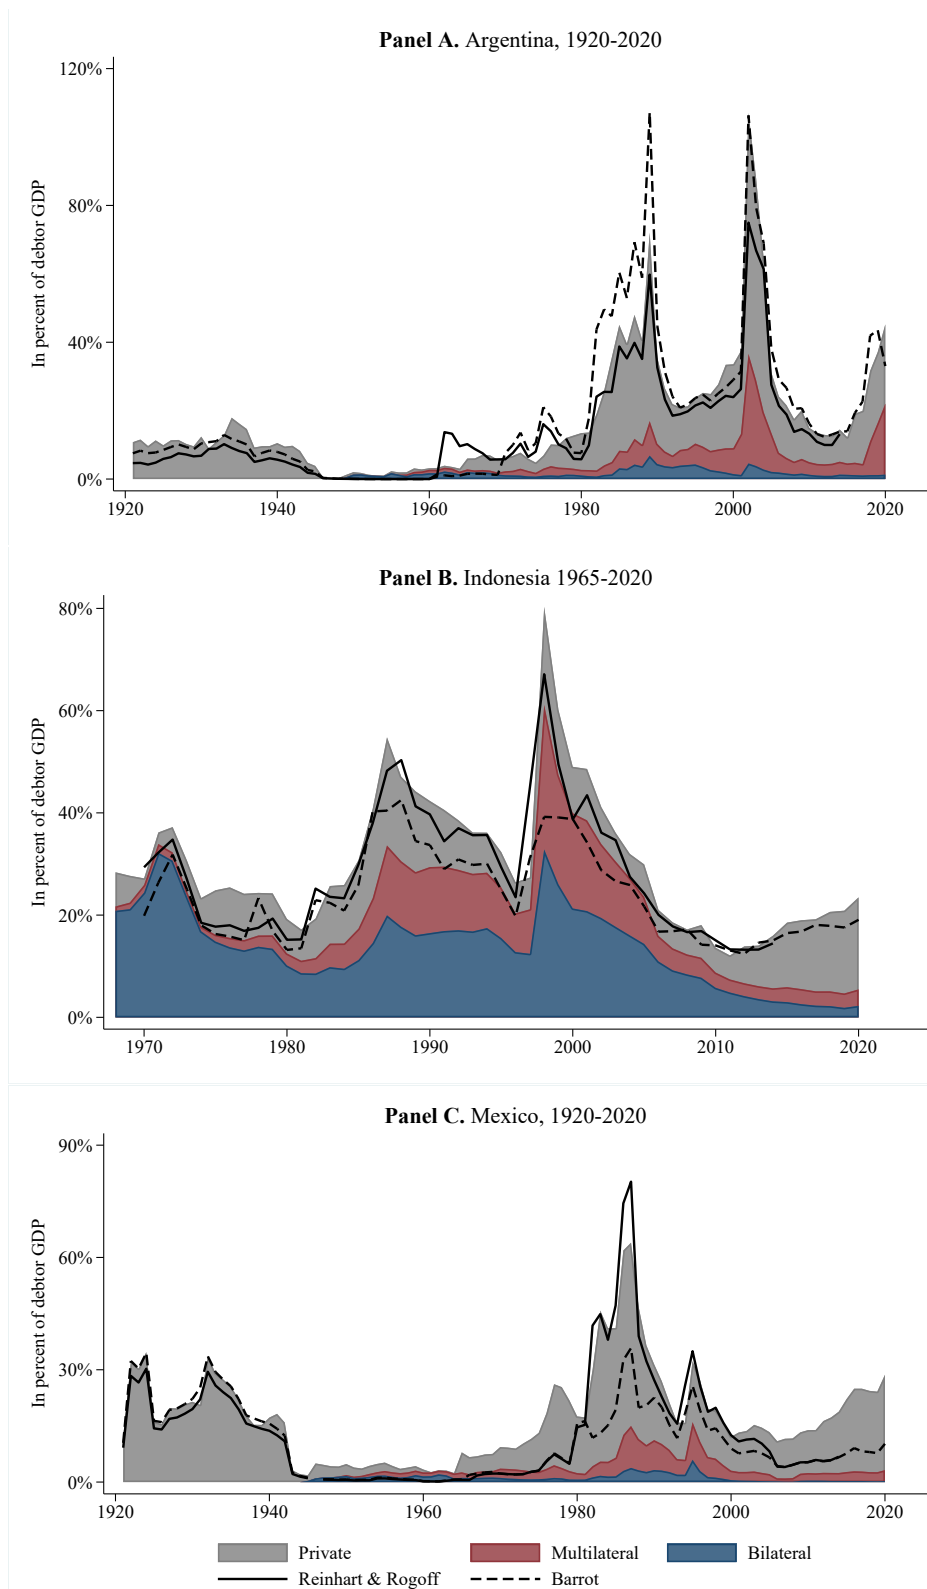 Panel A. Argentina, 1920-2020
In percent of debtor GDP
120%
80%
40%
0%
1920 1940 1960 1980 2000 2020
Panel B. Indonesia 1965-2020
In percent of debtor GDP
80%
60%
40%
20%
0%
1970 1980 1990 2000 2010 2020
Panel C. Mexico, 1920-2020
In percent of debtor GDP
90%
60%
30%
0%
1920 1940 1960 1980 2000 2020
Private Multilateral Bilateral
Reinhart & Rogoff Barrot